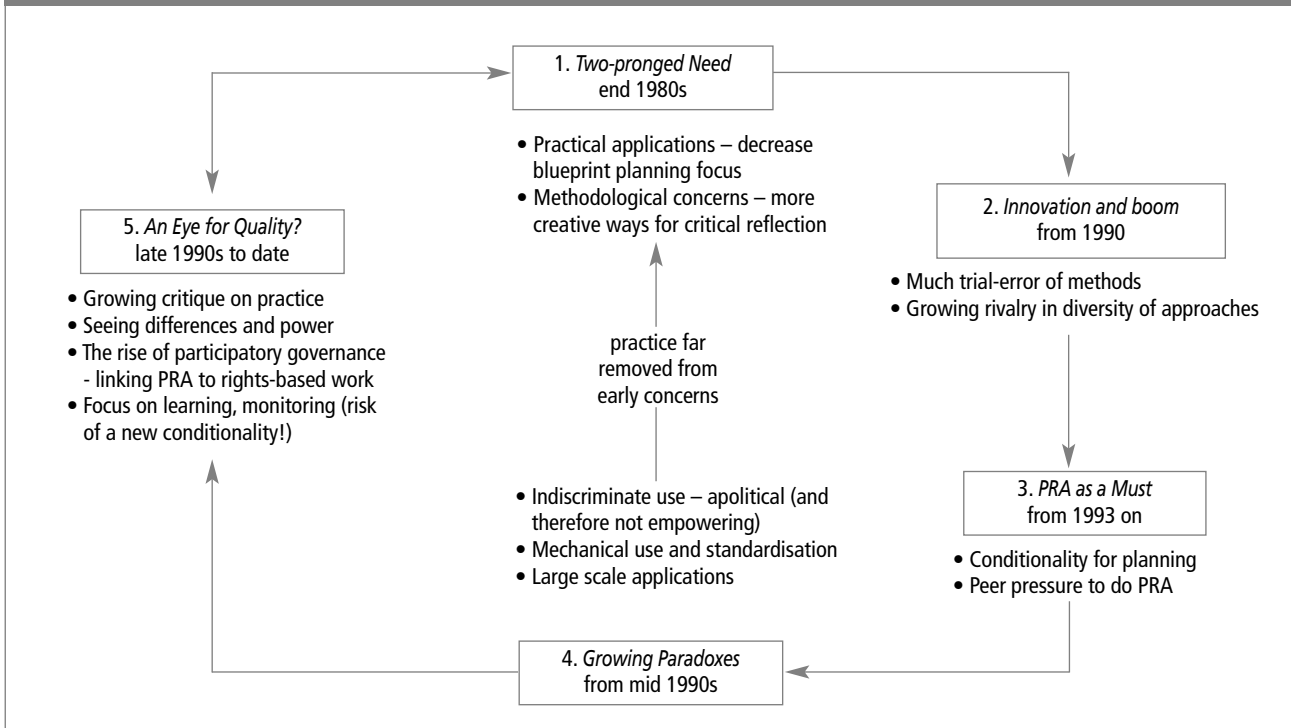 1. Two-pronged Need
end 1980s
• Practical applications – decrease
blueprint planning focus
• Methodological concerns – more
creative ways for critical reflection
2. Innovation and boom
from 1990
• Much trial-error of methods
• Growing rivalry in diversity of approaches
3. PRA as a Must
from 1993 on
• Conditionality for planning
• Peer pressure to do PRA
4. Growing Paradoxes
from mid 1990s
• Indiscriminate use – apolitical (and
therefore not empowering)
• Mechanical use and standardisation
• Large scale applications
practice far
removed from
early concerns
5. An Eye for Quality?
late 1990s to date
• Growing critique on practice
• Seeing differences and power
• The rise of participatory governance
- linking PRA to rights-based work
• Focus on learning, monitoring (risk
of a new conditionality!)